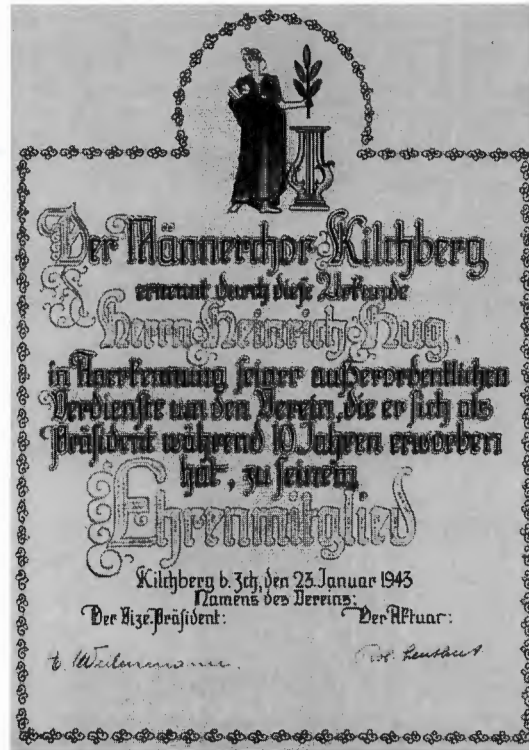 Der Männerchor Kilchberg
ernennt durch diese Urkunde
Herrn Heinrich Hug,
in Anerkennung seiner außerordentlichen
Verdienste um den Verein, die er sich als
Präsident während 10 Jahren erworben
hat, zu seinem
Ehrenmitglied
Kilchberg b. Zch, den 23. Januar 1943
Namens des Vereins:
Der Vize-Präsident: Der Aktuar:
E. Weilenmann.